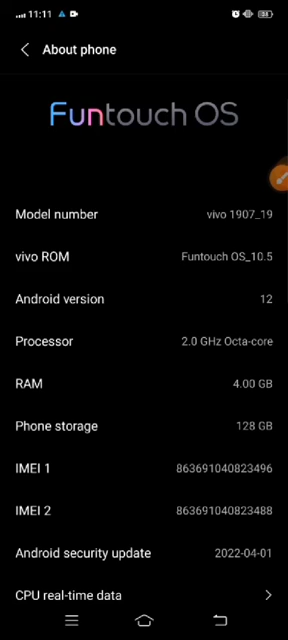 11:11
About phone
Funtouch OS
Model number vivo 1907_19
vivo ROM Funtouch OS_10.5
Android version 12
Processor 2.0 GHz Octa-core
RAM 4.00 GB
Phone storage 128 GB
IMEI 1 863691040823496
IMEI 2 863691040823488
Android security update 2022-04-01
CPU real-time data